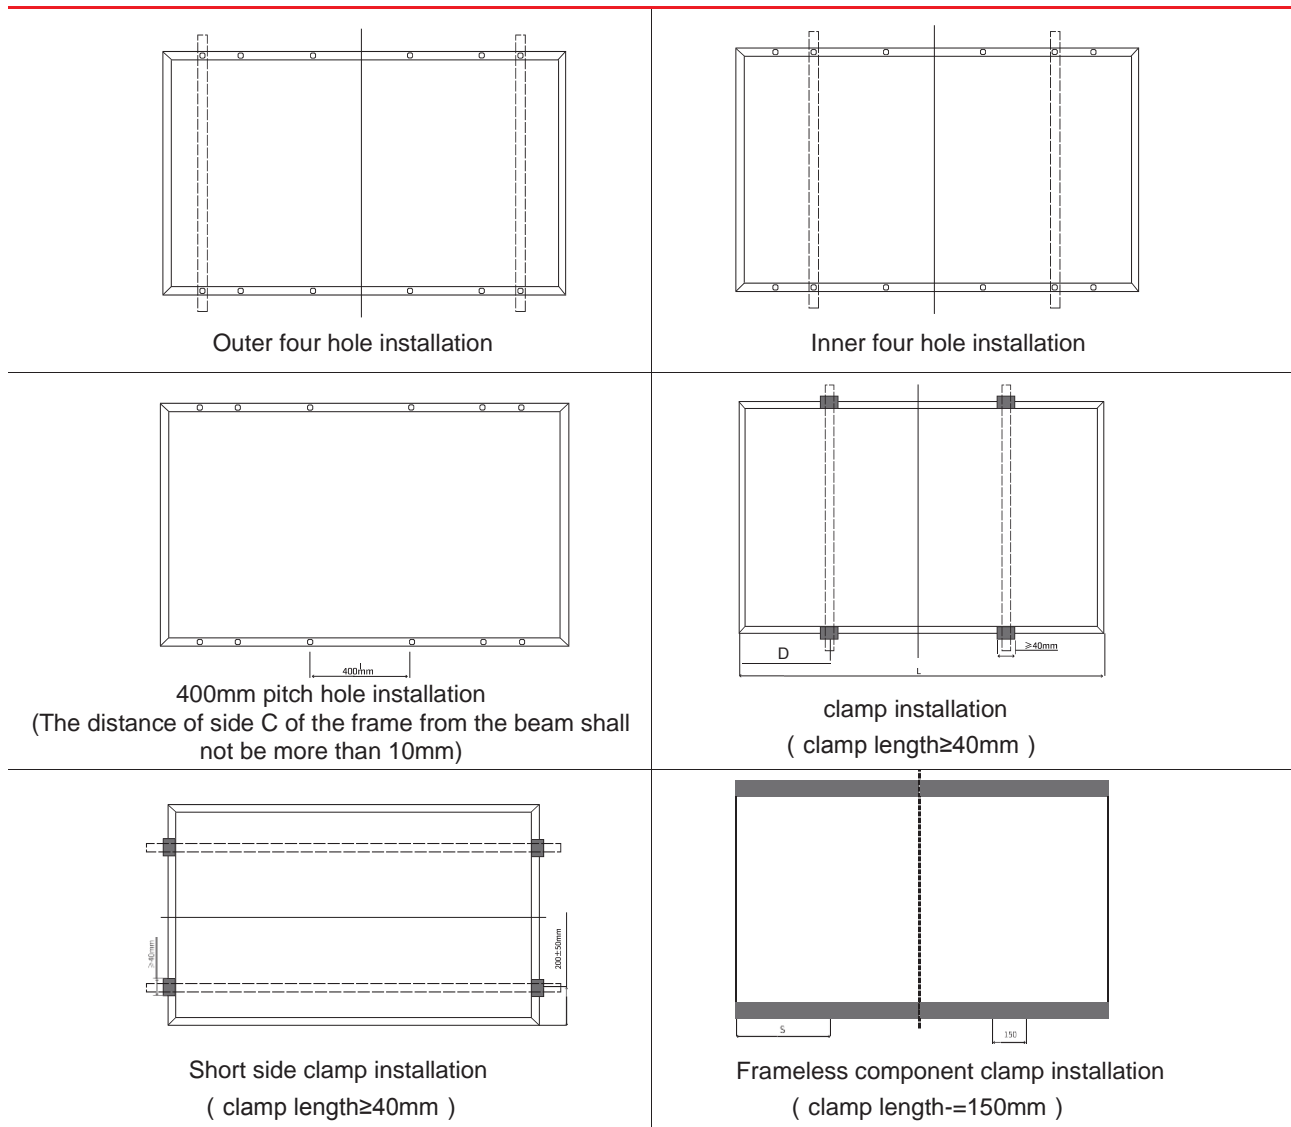 Outer four hole installation
Inner four hole installation
400mm
400mm pitch hole installation
(The distance of side C of the frame from the beam shall
not be more than 10mm)
D
≥40mm
L
clamp installation
( clamp length≥40mm )
≥40mm
200±50mm
Short side clamp installation
( clamp length≥40mm )
S
150
Frameless component clamp installation
( clamp length-=150mm )